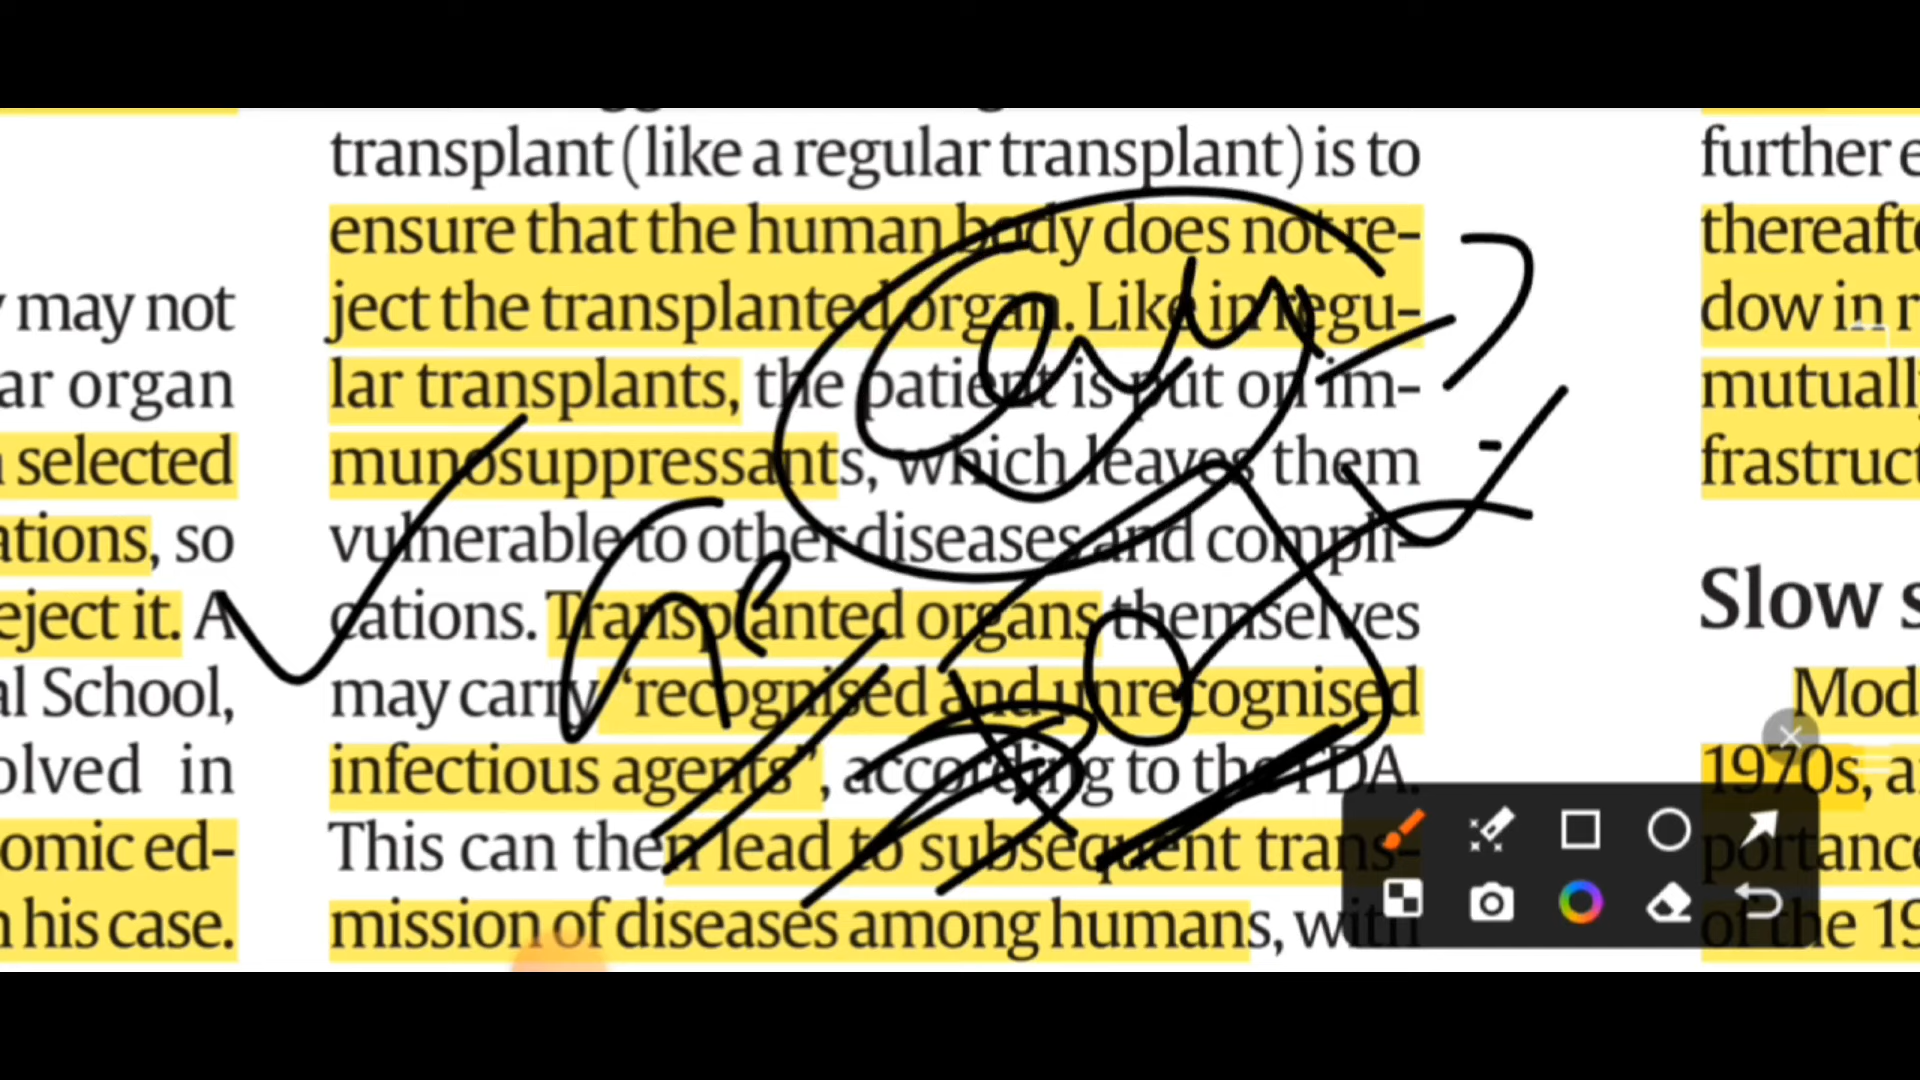 y may not
ar organ
selected
ations, so
eject it. A
al School,
olved in
omic ed-
his case.
transplant (like a regular transplant) is to
ensure that the human body does not re-
ject the transplanted organ. Like in regu-
lar transplants, the patient is put on im-
munosuppressants, which leaves them
vulnerable to other diseases and compli-
cations. Transplanted organs themselves
may carry “recognised and unrecognised
infectious agents”, according to the FDA.
This can then lead to subsequent trans-
mission of diseases among humans, with
further e
thereafte
dow in r
mutually
frastruct
Slow s
Mod
1970s, a
portance
of the 19